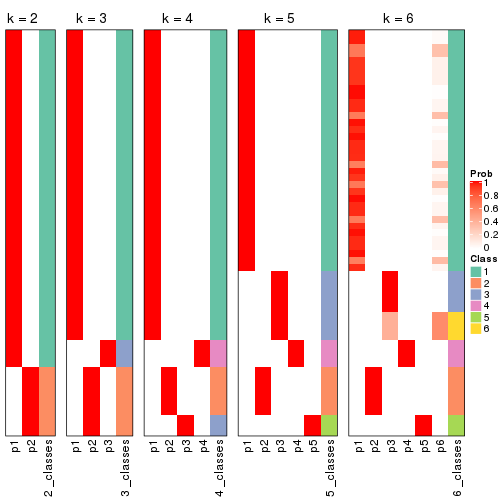 k = 2
k = 3
k = 4
k = 5
k = 6
Prob
1
0.8
0.6
0.4
0.2
0
Class
1
2
3
4
5
6
p1
p2
2_classes
p1
p2
p3
3_classes
p1
p2
p3
p4
4_classes
p1
p2
p3
p4
p5
5_classes
p1
p2
p3
p4
p5
p6
6_classes